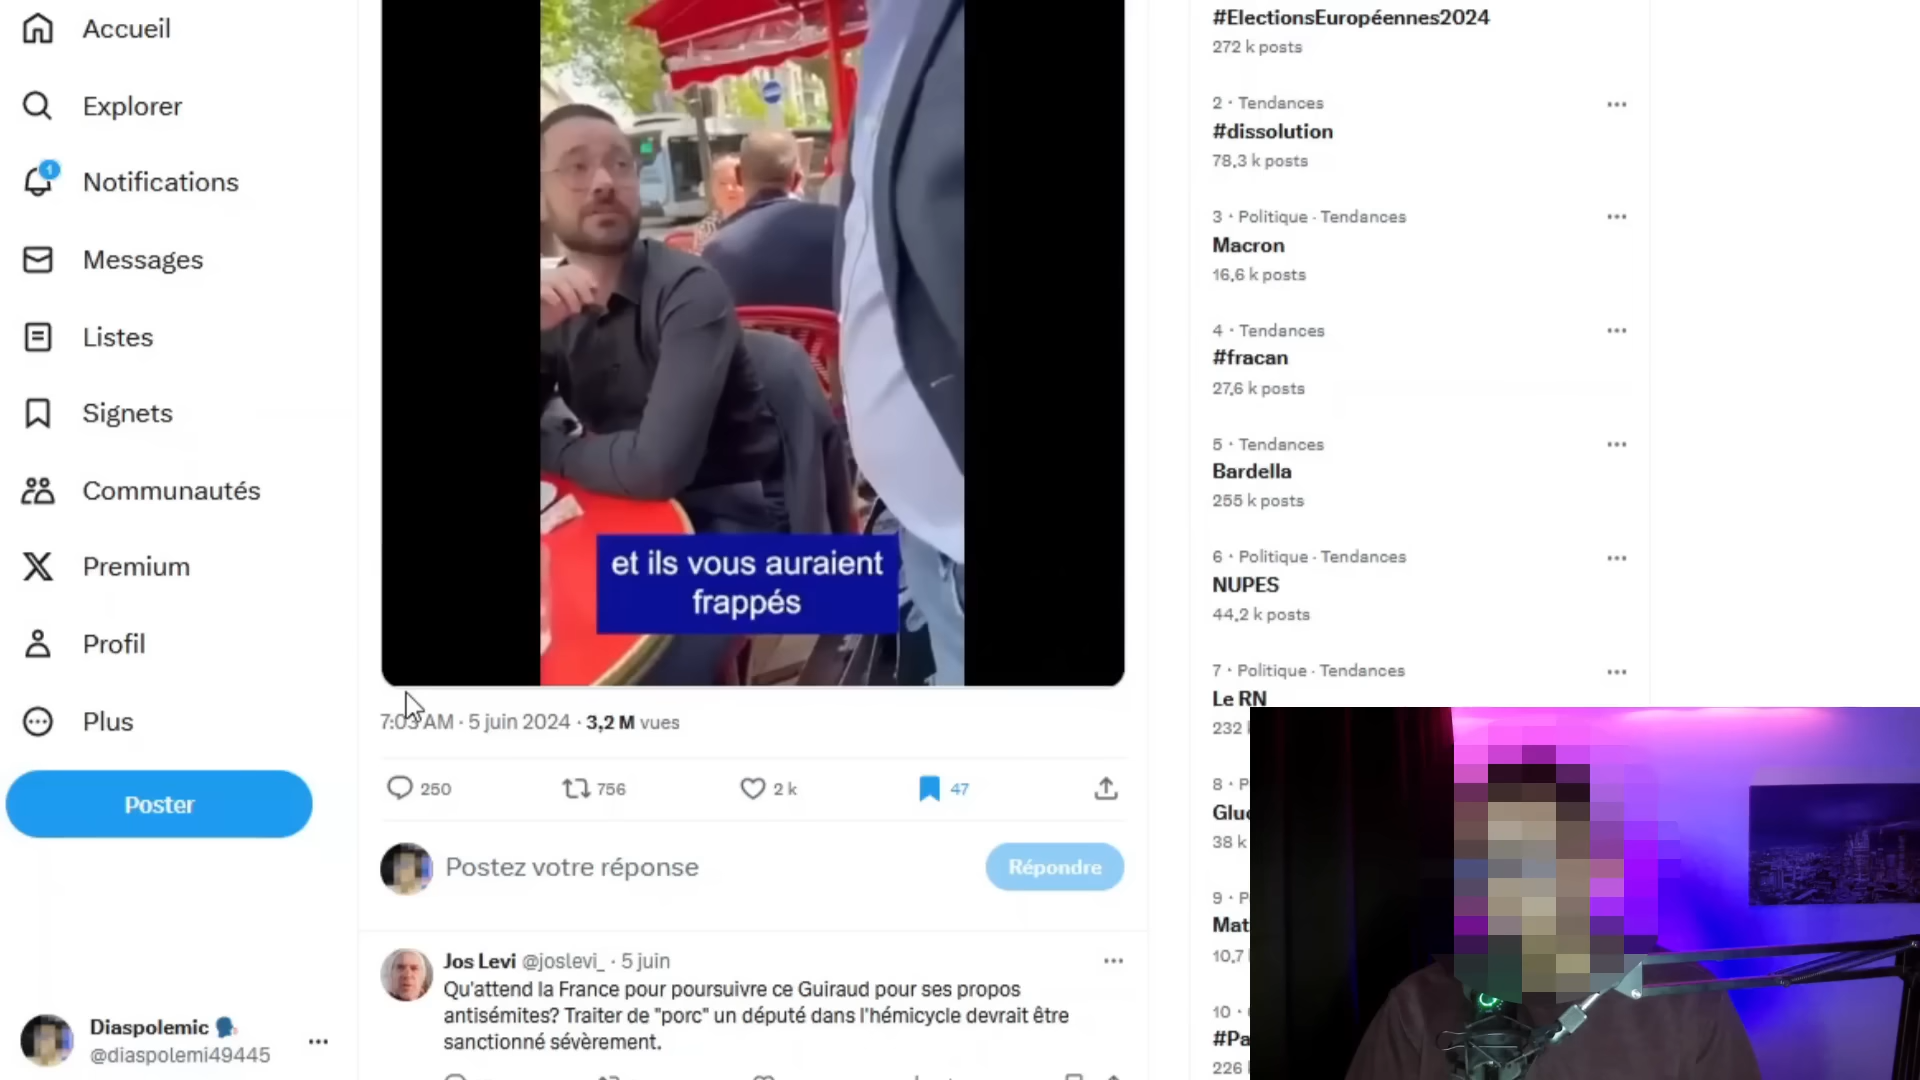 Accueil
Explorer
1
Notifications
Messages
Listes
Signets
Communautés
Premium
Profil
Plus
Poster
Diaspolemic
@diaspolemi49445
et ils vous auraient
frappés
7:03 AM · 5 juin 2024 · 3,2 M vues
250
756
2 k
47
Postez votre réponse
Répondre
Jos Levi @joslevi_ · 5 juin
Qu'attend la France pour poursuivre ce Guiraud pour ses propos
antisémites? Traiter de "porc" un député dans l'hémicycle devrait être
sanctionné sévèrement.
#ElectionsEuropéennes2024
272 k posts
2 · Tendances
#dissolution
78,3 k posts
3 · Politique · Tendances
Macron
16,6 k posts
4 · Tendances
#fracan
27,6 k posts
5 · Tendances
Bardella
255 k posts
6 · Politique · Tendances
NUPES
44,2 k posts
7 · Politique · Tendances
Le RN
232
8 · P
Glu
38 k
9 · P
Mat
10,7
10 ·
#Pa
226